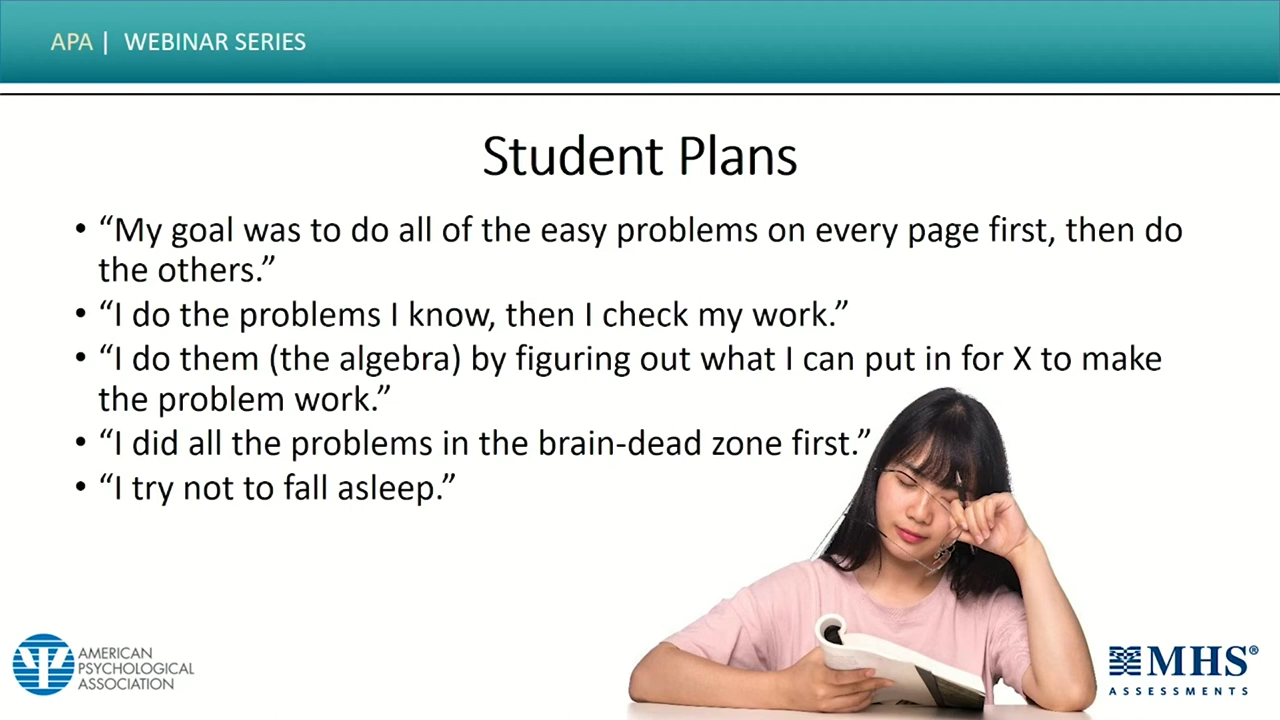 APA | WEBINAR SERIES
Student Plans
• “My goal was to do all of the easy problems on every page first, then do
the others.”
• “I do the problems I know, then I check my work.”
• “I do them (the algebra) by figuring out what I can put in for X to make
the problem work.”
• “I did all the problems in the brain-dead zone first.”
• “I try not to fall asleep.”
AMERICAN
PSYCHOLOGICAL
ASSOCIATION
MHS®
ASSESSMENTS